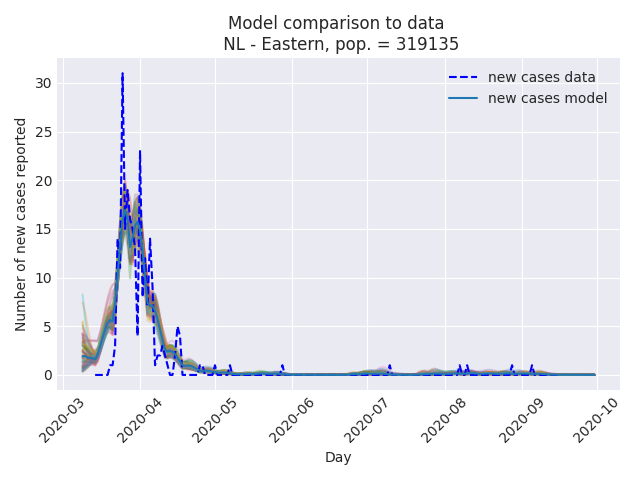 Model comparison to data
NL - Eastern, pop. = 319135
new cases data
new cases model
Number of new cases reported
30
25
20
15
10
5
0
2020-03
2020-04
2020-05
2020-06
2020-07
2020-08
2020-09
2020-10
Day